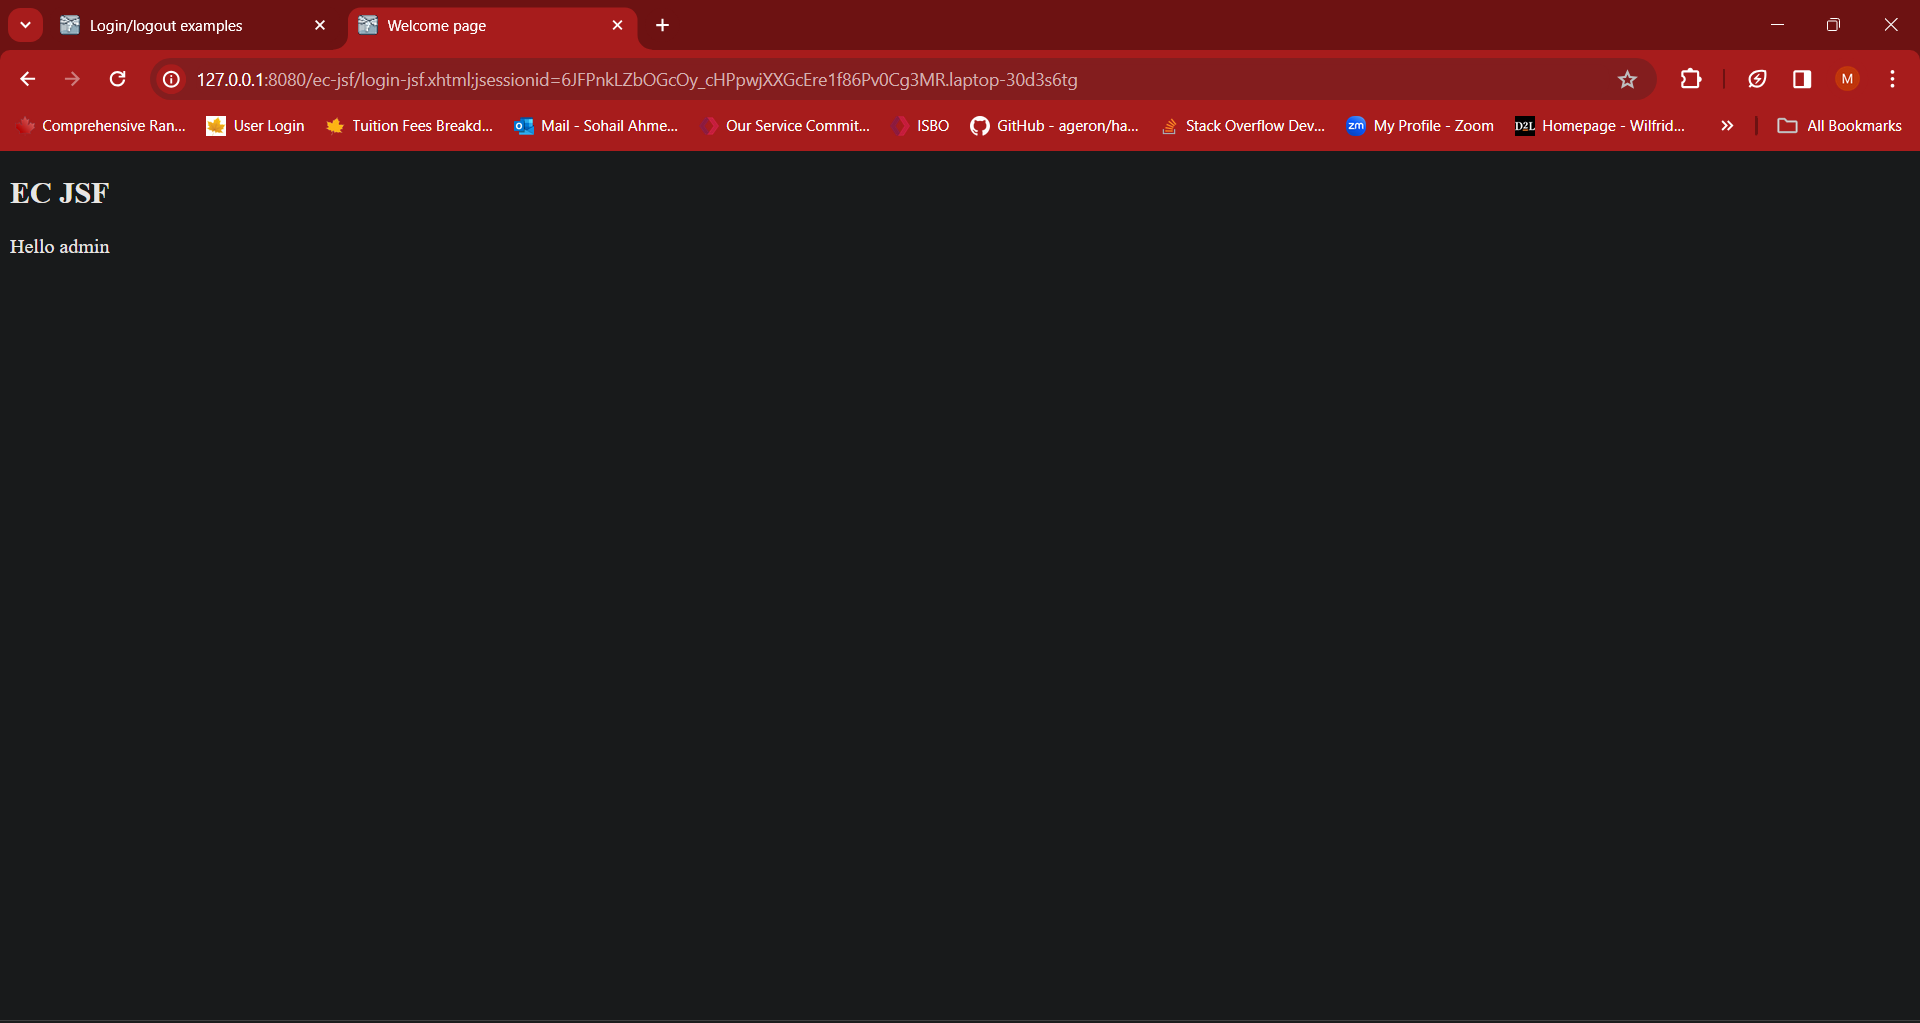 Login/logout examples
Welcome page
127.0.0.1:8080/ec-jsf/login-jsf.xhtml;jsessionid=6JFPnkLZbOGcOy_cHPpwjXXGcEre1f86Pv0Cg3MR.laptop-30d3s6tg
M
Comprehensive Ran...
User Login
Tuition Fees Breakd...
Mail - Sohail Ahme...
Our Service Commit...
ISBO
GitHub - ageron/ha...
Stack Overflow Dev...
zm
My Profile - Zoom
D2L
Homepage - Wilfrid...
All Bookmarks
EC JSF
Hello admin